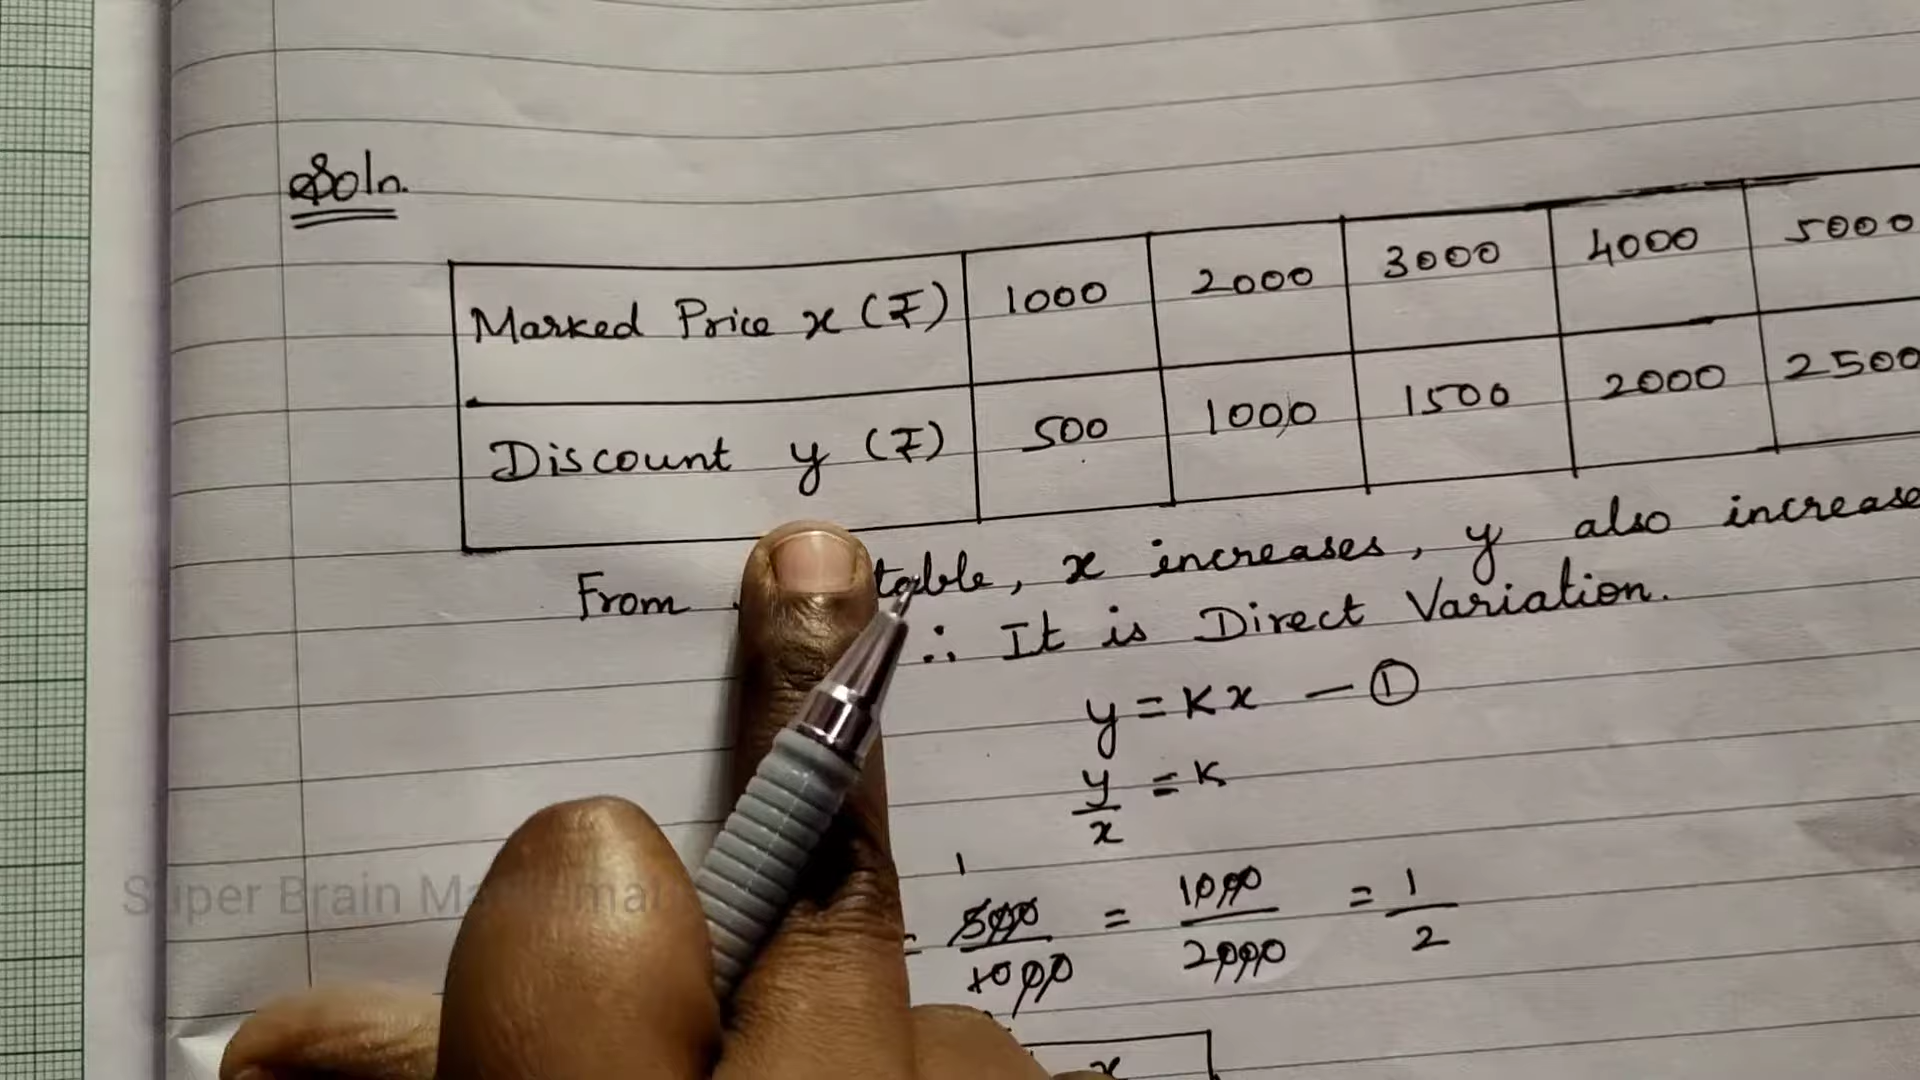 Soln.
Marked Price x (₹) 1000 2000 3000 4000 5000
Discount y (₹) 500 1000 1500 2000 2500
From table, x increases, y also increase
∴ It is Direct Variation.
y = Kx — ①
y/x = K
= 500/1000 = 1000/2000 = 1/2
1
x
Super Brain